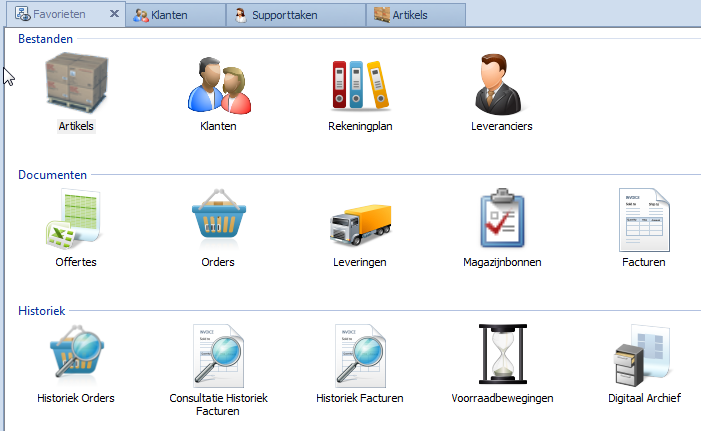 Favorieten Klanten Supporttaken Artikels
Bestanden
Artikels Klanten Rekeningplan Leveranciers
Documenten
Offertes Orders Leveringen Magazijnbonnen Facturen
Historiek
Historiek Orders Consultatie Historiek Facturen Historiek Facturen Voorraadbewegingen Digitaal Archief